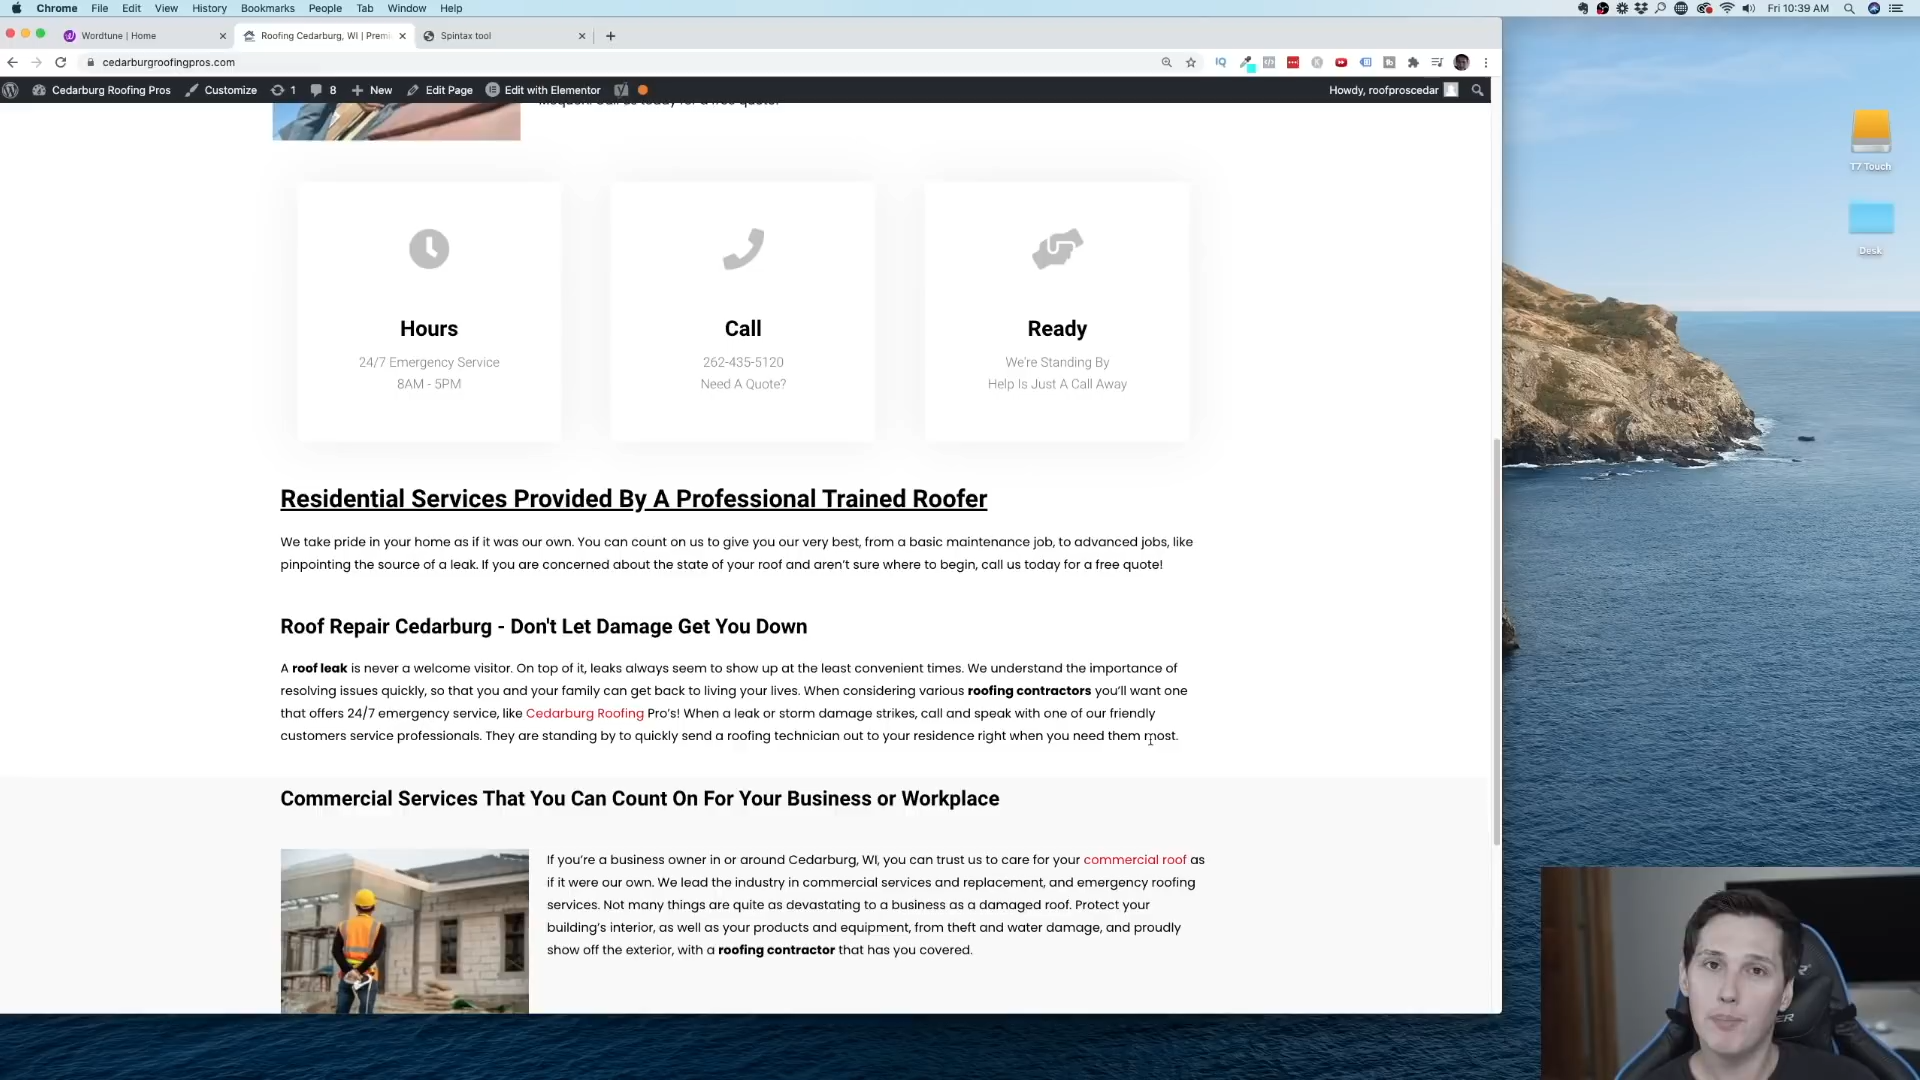 Chrome File Edit View History Bookmarks People Tab Window Help Fri 10:39 AM
Wordtune | Home
Roofing Cedarburg, WI | Premi
Spintax tool
cedarburgroofingpros.com
IQ
Cedarburg Roofing Pros Customize 1 8 New Edit Page Edit with Elementor Howdy, roofproscedar
T7 Touch
Desk
Hours
24/7 Emergency Service
8AM - 5PM
Call
262-435-5120
Need A Quote?
Ready
We're Standing By
Help Is Just A Call Away
Residential Services Provided By A Professional Trained Roofer
We take pride in your home as if it was our own. You can count on us to give you our very best, from a basic maintenance job, to advanced jobs, like
pinpointing the source of a leak. If you are concerned about the state of your roof and aren't sure where to begin, call us today for a free quote!
Roof Repair Cedarburg - Don't Let Damage Get You Down
A roof leak is never a welcome visitor. On top of it, leaks always seem to show up at the least convenient times. We understand the importance of
resolving issues quickly, so that you and your family can get back to living your lives. When considering various roofing contractors you'll want one
that offers 24/7 emergency service, like Cedarburg Roofing Pro's! When a leak or storm damage strikes, call and speak with one of our friendly
customers service professionals. They are standing by to quickly send a roofing technician out to your residence right when you need them most.
Commercial Services That You Can Count On For Your Business or Workplace
If you're a business owner in or around Cedarburg, WI, you can trust us to care for your commercial roof as
if it were our own. We lead the industry in commercial services and replacement, and emergency roofing
services. Not many things are quite as devastating to a business as a damaged roof. Protect your
building's interior, as well as your products and equipment, from theft and water damage, and proudly
show off the exterior, with a roofing contractor that has you covered.